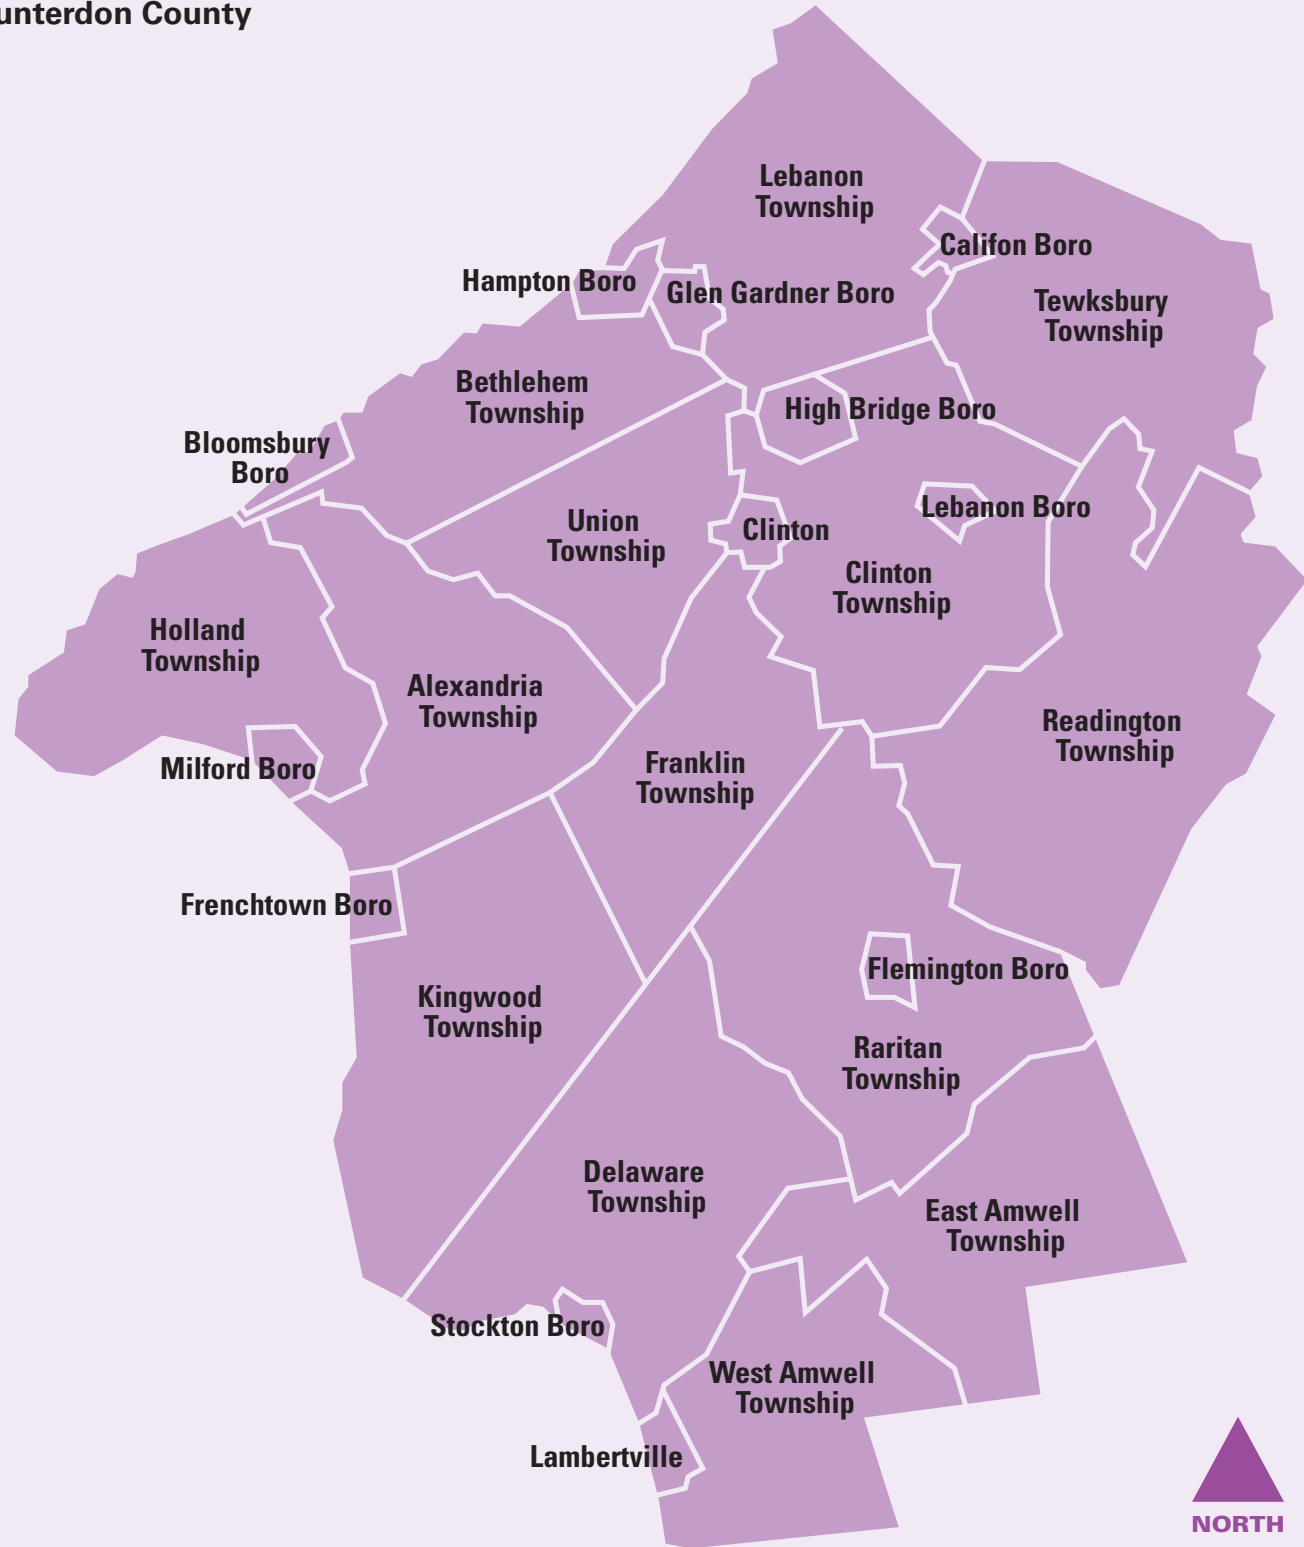 unterdon County
Lebanon
Township
Califon Boro
Hampton Boro
Glen Gardner Boro
Tewksbury
Township
Bethlehem
Township
High Bridge Boro
Bloomsbury
Boro
Lebanon Boro
Union
Township
Clinton
Clinton
Township
Holland
Township
Alexandria
Township
Readington
Township
Milford Boro
Franklin
Township
Frenchtown Boro
Flemington Boro
Kingwood
Township
Raritan
Township
Delaware
Township
East Amwell
Township
Stockton Boro
West Amwell
Township
Lambertville
NORTH